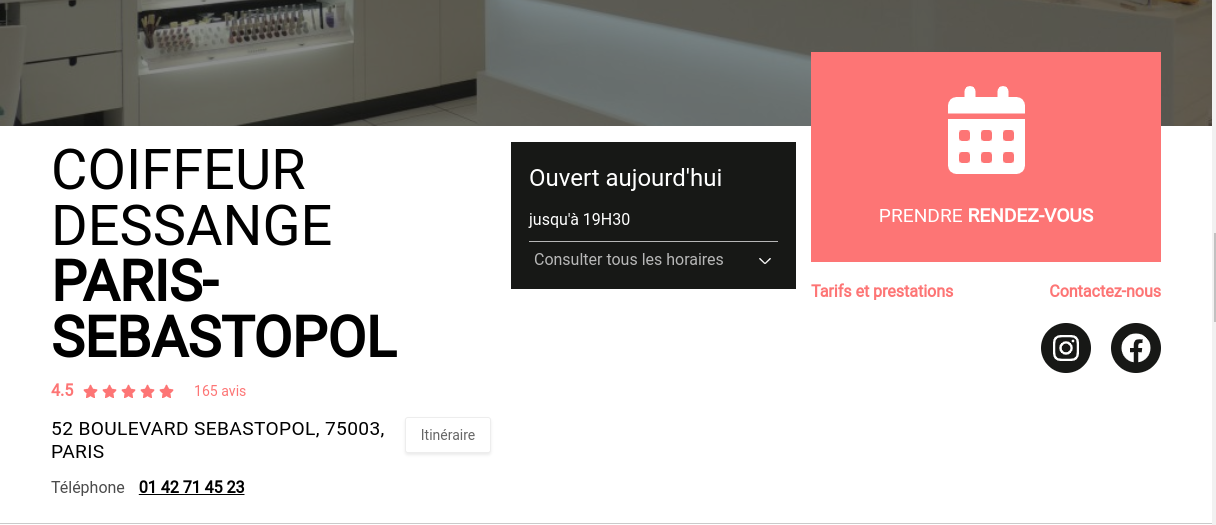 COIFFEUR
DESSANGE
PARIS-
SEBASTOPOL
4.5 165 avis
52 BOULEVARD SEBASTOPOL, 75003,
PARIS
Itinéraire
Téléphone 01 42 71 45 23
Ouvert aujourd'hui
jusqu'à 19H30
Consulter tous les horaires
PRENDRE RENDEZ-VOUS
Tarifs et prestations
Contactez-nous